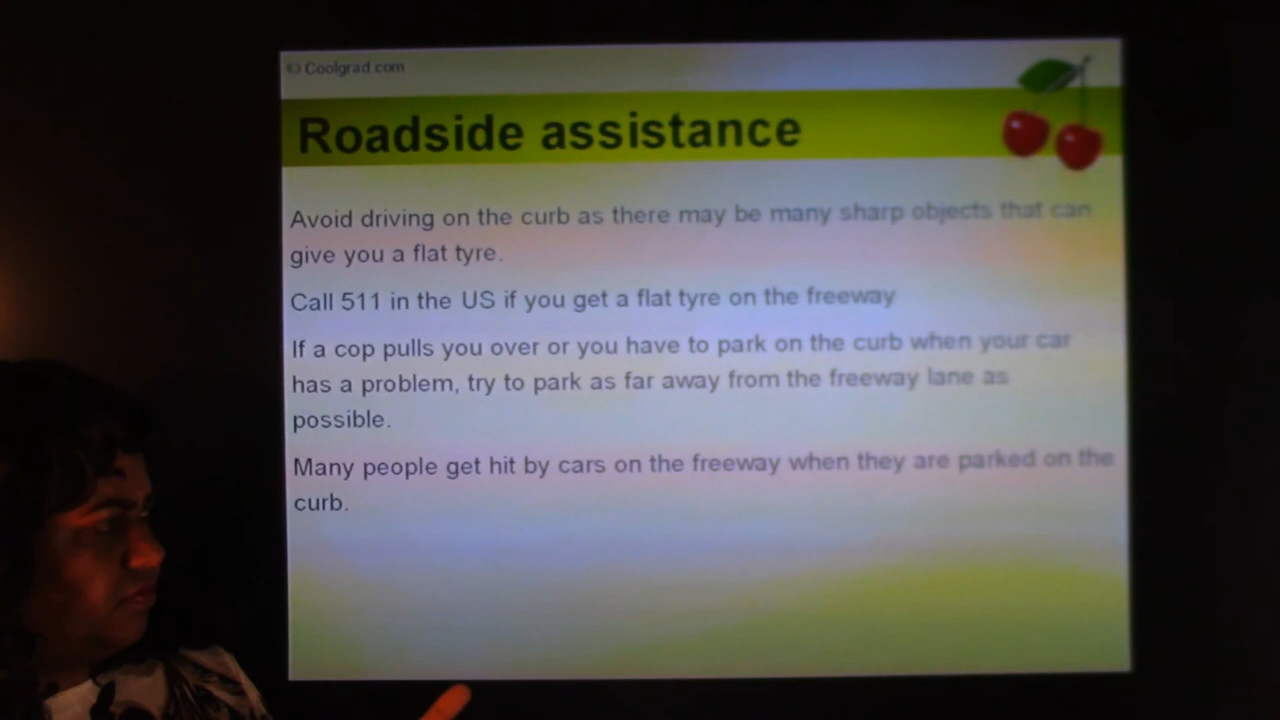 © Coolgrad.com
Roadside assistance
Avoid driving on the curb as there may be many sharp objects that can
give you a flat tyre.
Call 511 in the US if you get a flat tyre on the freeway
If a cop pulls you over or you have to park on the curb when your car
has a problem, try to park as far away from the freeway lane as
possible.
Many people get hit by cars on the freeway when they are parked on the
curb.